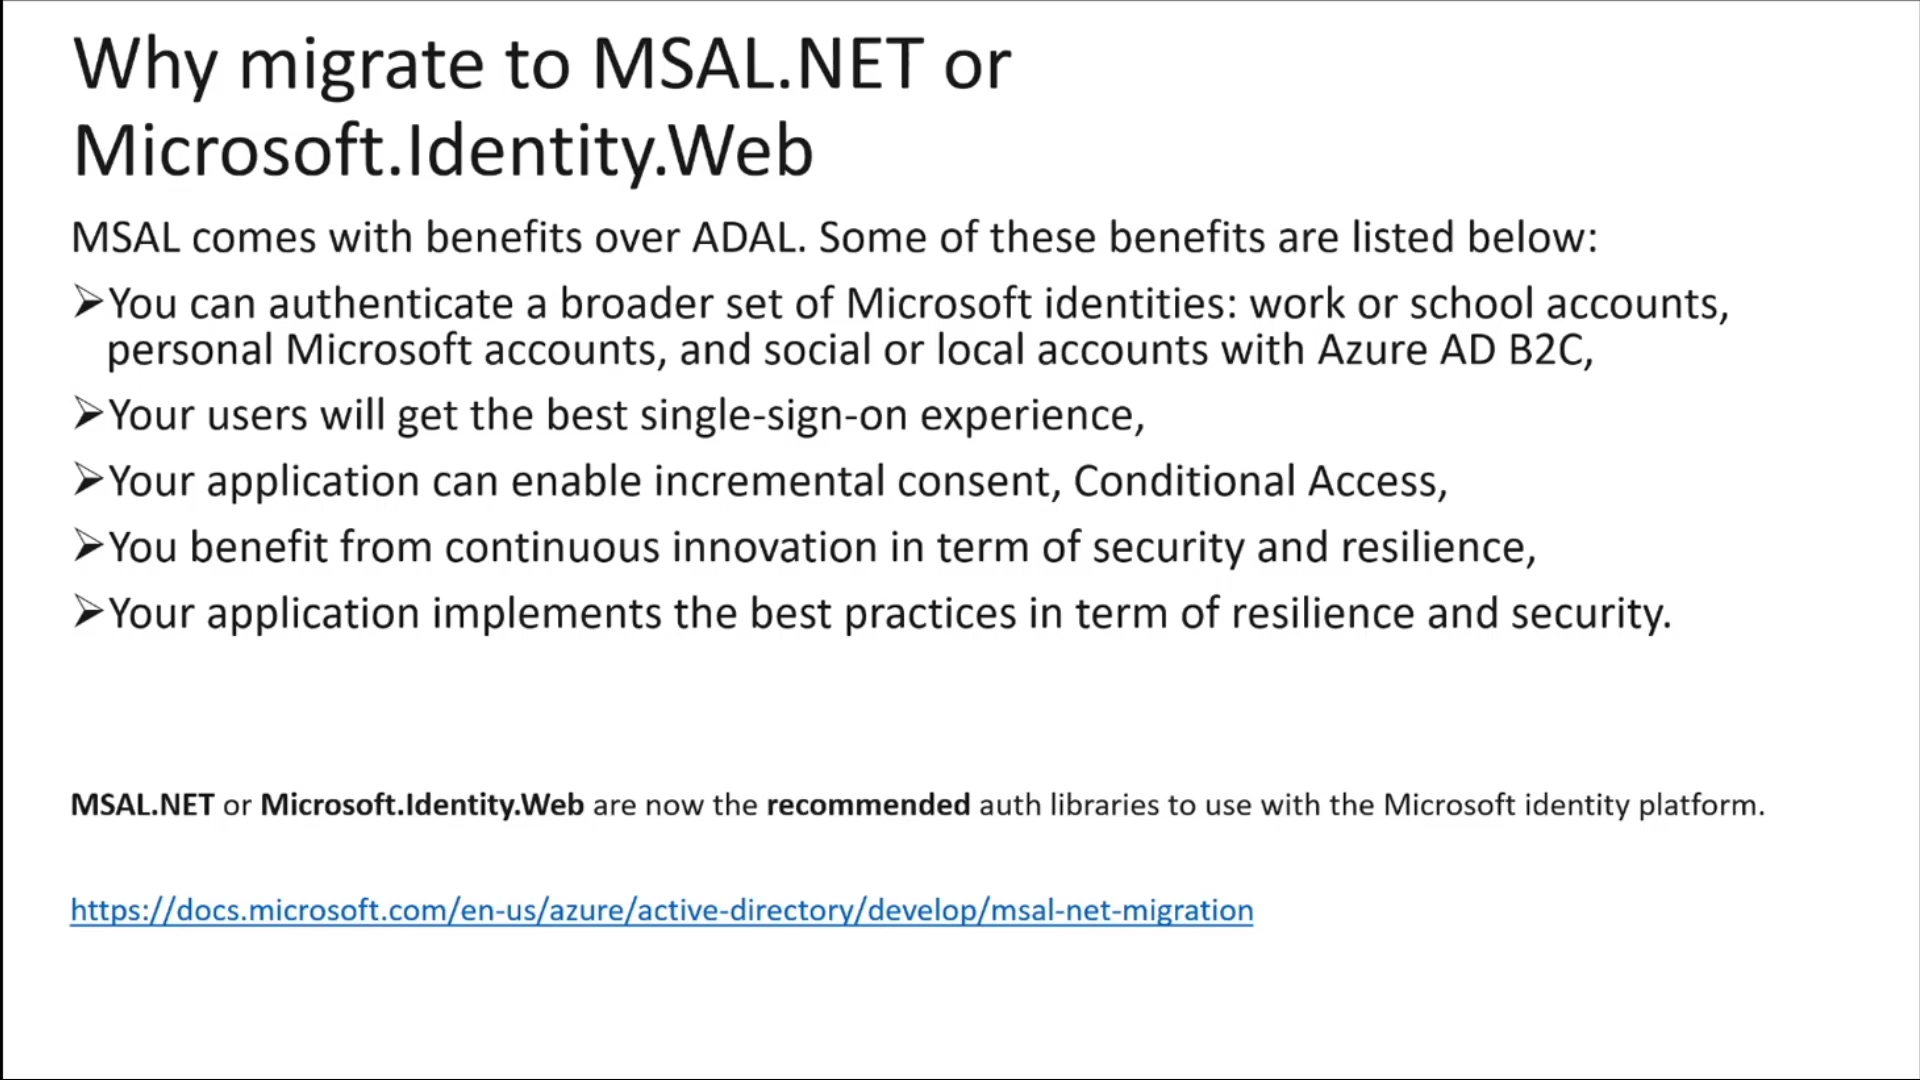 Why migrate to MSAL.NET or
Microsoft.Identity.Web
MSAL comes with benefits over ADAL. Some of these benefits are listed below:
➢You can authenticate a broader set of Microsoft identities: work or school accounts,
personal Microsoft accounts, and social or local accounts with Azure AD B2C,
➢Your users will get the best single-sign-on experience,
➢Your application can enable incremental consent, Conditional Access,
➢You benefit from continuous innovation in term of security and resilience,
➢Your application implements the best practices in term of resilience and security.
MSAL.NET or Microsoft.Identity.Web are now the recommended auth libraries to use with the Microsoft identity platform.
https://docs.microsoft.com/en-us/azure/active-directory/develop/msal-net-migration